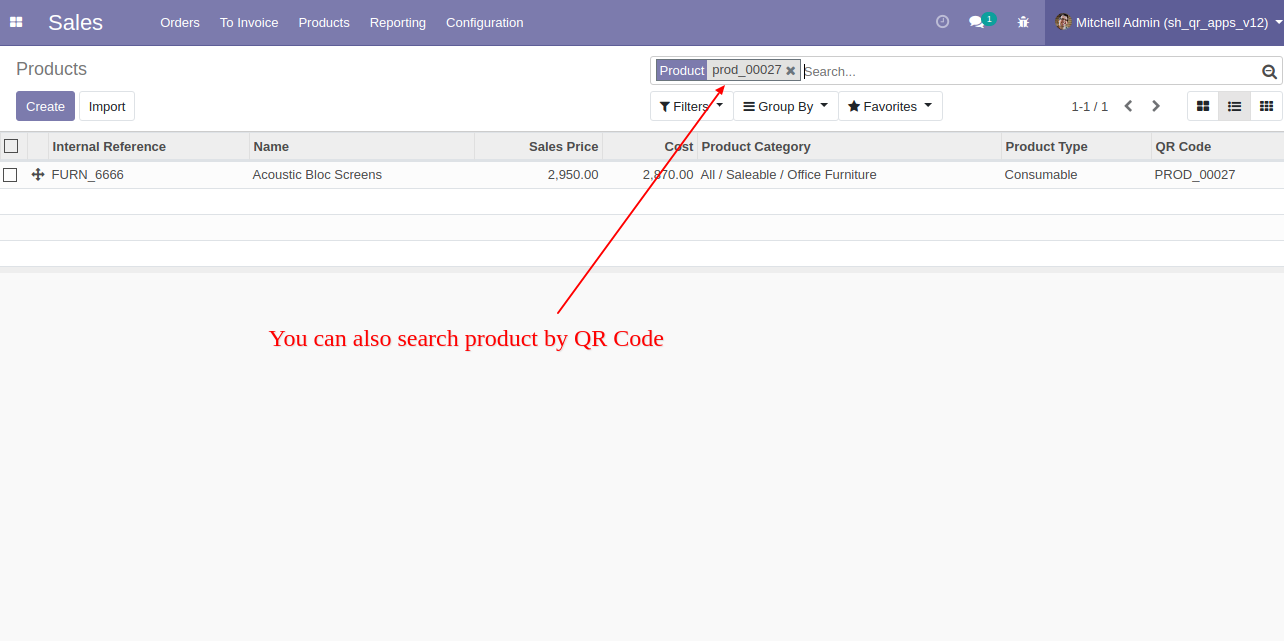 Sales Orders To Invoice Products Reporting Configuration 1 Mitchell Admin (sh_qr_apps_v12)
Products Product prod_00027 Search...
Create Import Filters Group By Favorites 1-1 / 1
Internal Reference Name Sales Price Cost Product Category Product Type QR Code
FURN_6666 Acoustic Bloc Screens 2,950.00 2,870.00 All / Saleable / Office Furniture Consumable PROD_00027
You can also search product by QR Code